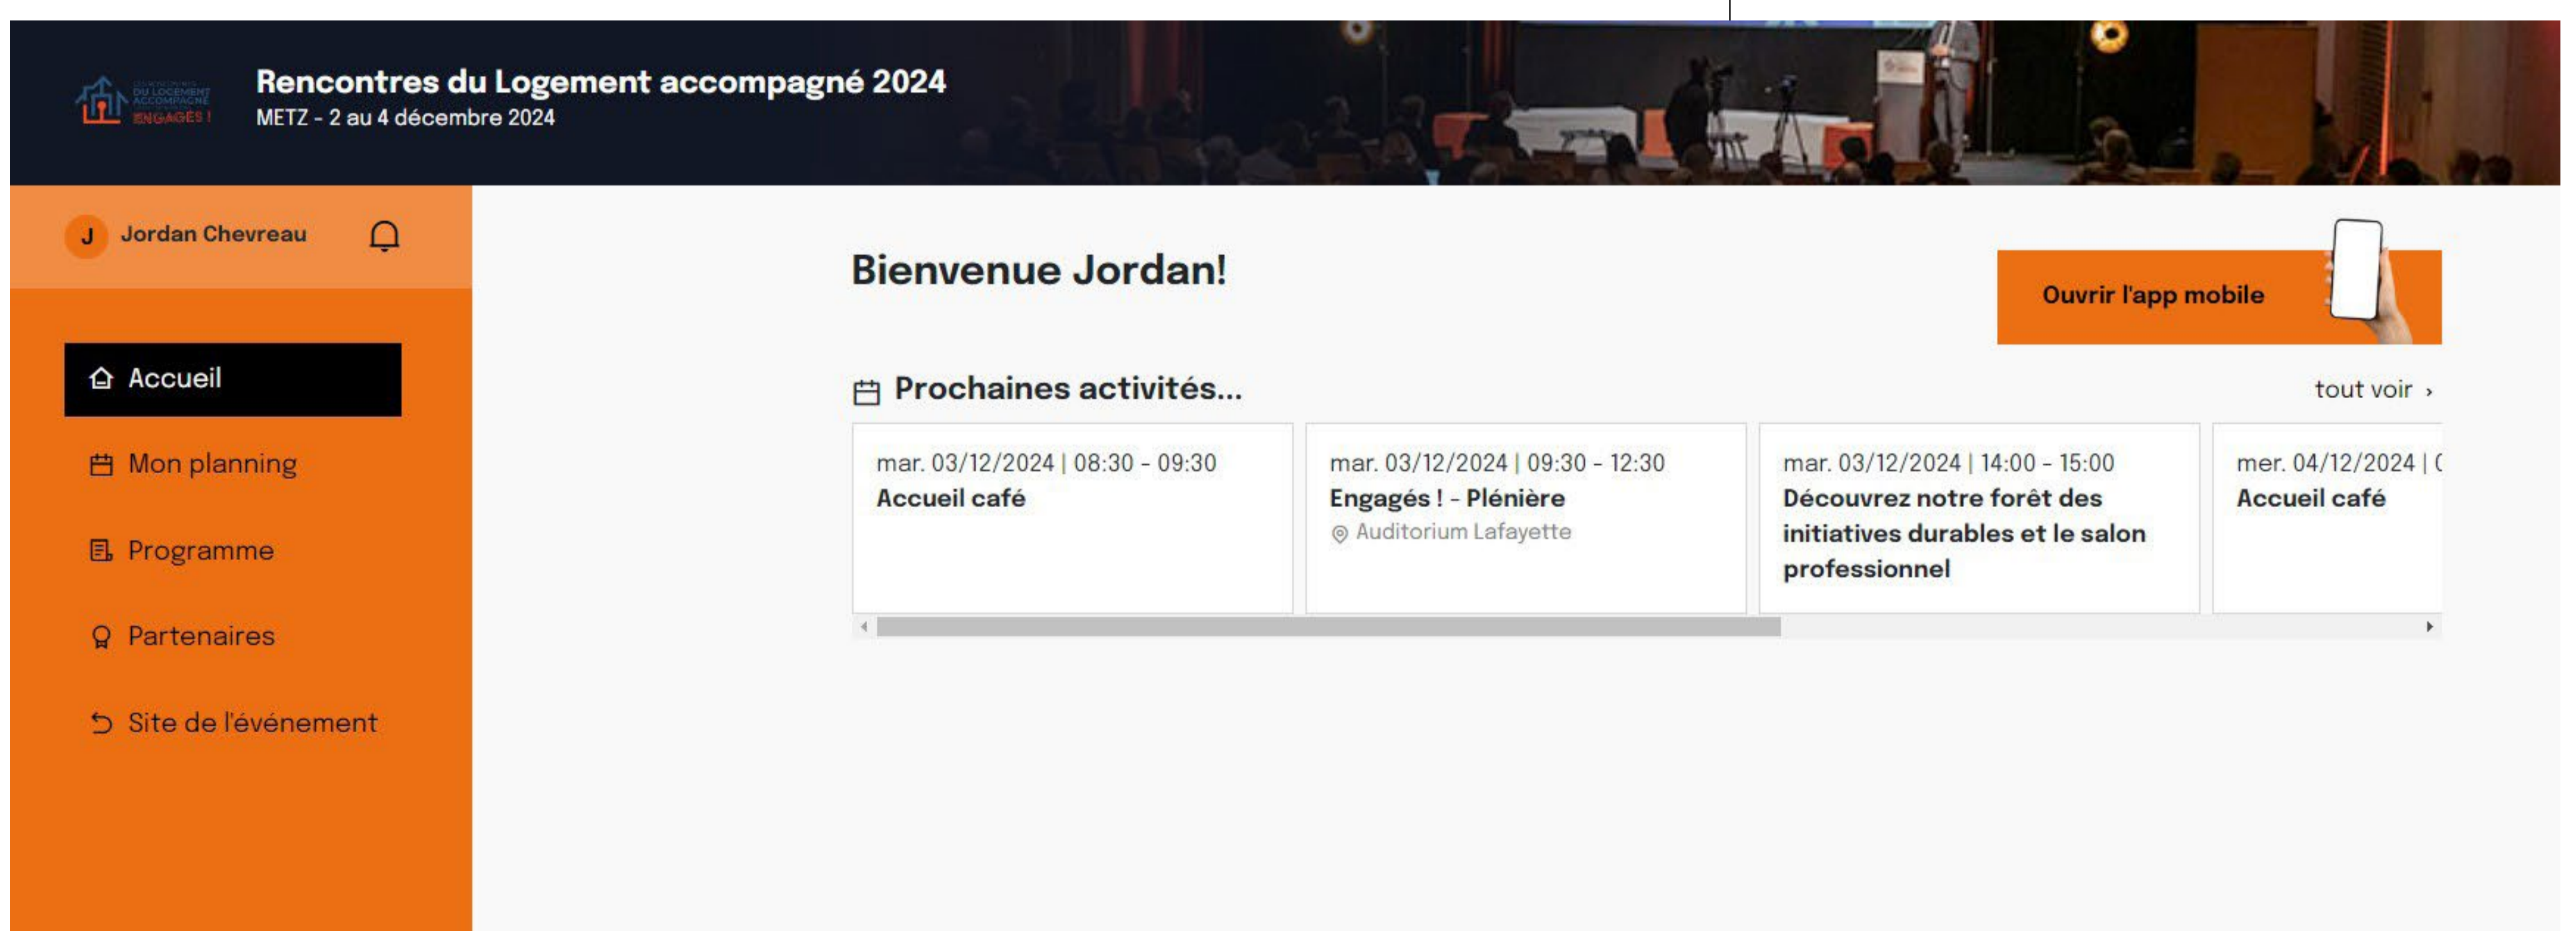 DU LOGEMENT
ACCOMPAGNÉ
ENGAGÉS !
Rencontres du Logement accompagné 2024
METZ - 2 au 4 décembre 2024
J Jordan Chevreau
Accueil
Mon planning
Programme
Partenaires
Site de l'événement
Bienvenue Jordan!
Ouvrir l'app mobile
Prochaines activités...
tout voir ›
mar. 03/12/2024 | 08:30 - 09:30
Accueil café
mar. 03/12/2024 | 09:30 - 12:30
Engagés ! - Plénière
Auditorium Lafayette
mar. 03/12/2024 | 14:00 - 15:00
Découvrez notre forêt des
initiatives durables et le salon
professionnel
mer. 04/12/2024 |
Accueil café